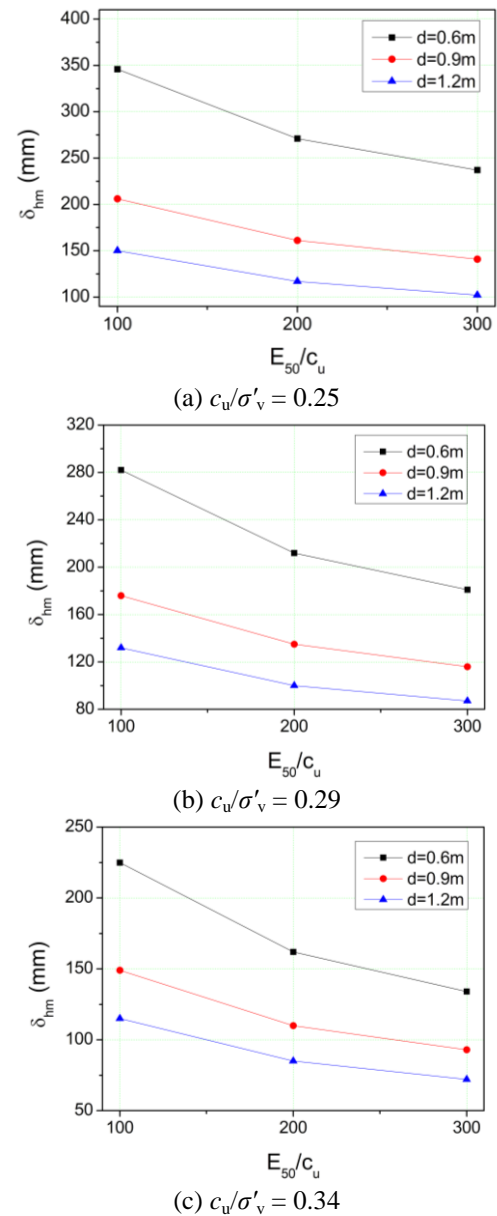 400
350
300
250
200
150
100
δhm (mm)
d=0.6m
d=0.9m
d=1.2m
100 200 300
E50/cu
(a) cu/σ′v = 0.25
320
280
240
200
160
120
80
δhm (mm)
d=0.6m
d=0.9m
d=1.2m
100 200 300
E50/cu
(b) cu/σ′v = 0.29
250
200
150
100
50
δhm (mm)
d=0.6m
d=0.9m
d=1.2m
100 200 300
E50/cu
(c) cu/σ′v = 0.34